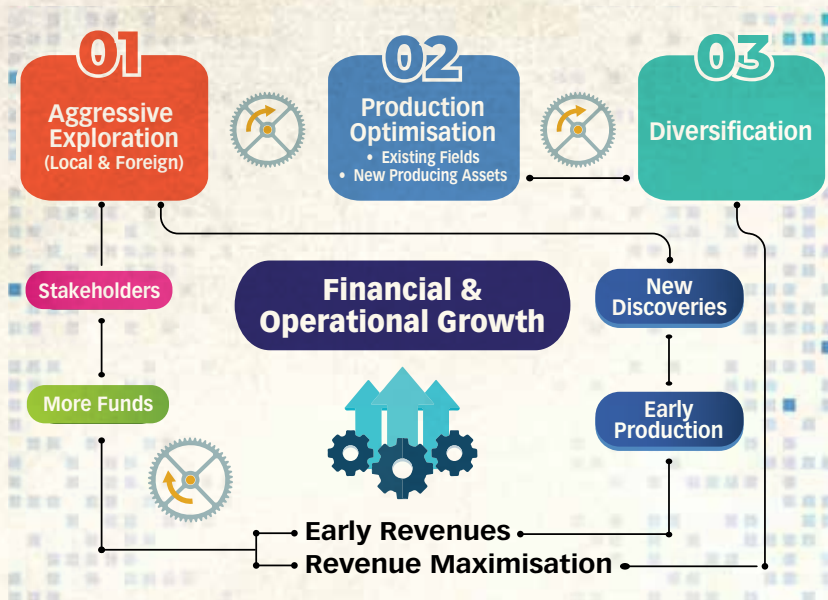 01
Aggressive
Exploration
(Local & Foreign)
02
Production
Optimisation
• Existing Fields
• New Producing Assets
03
Diversification
Stakeholders
More Funds
Financial &
Operational Growth
New
Discoveries
Early
Production
Early Revenues
Revenue Maximisation